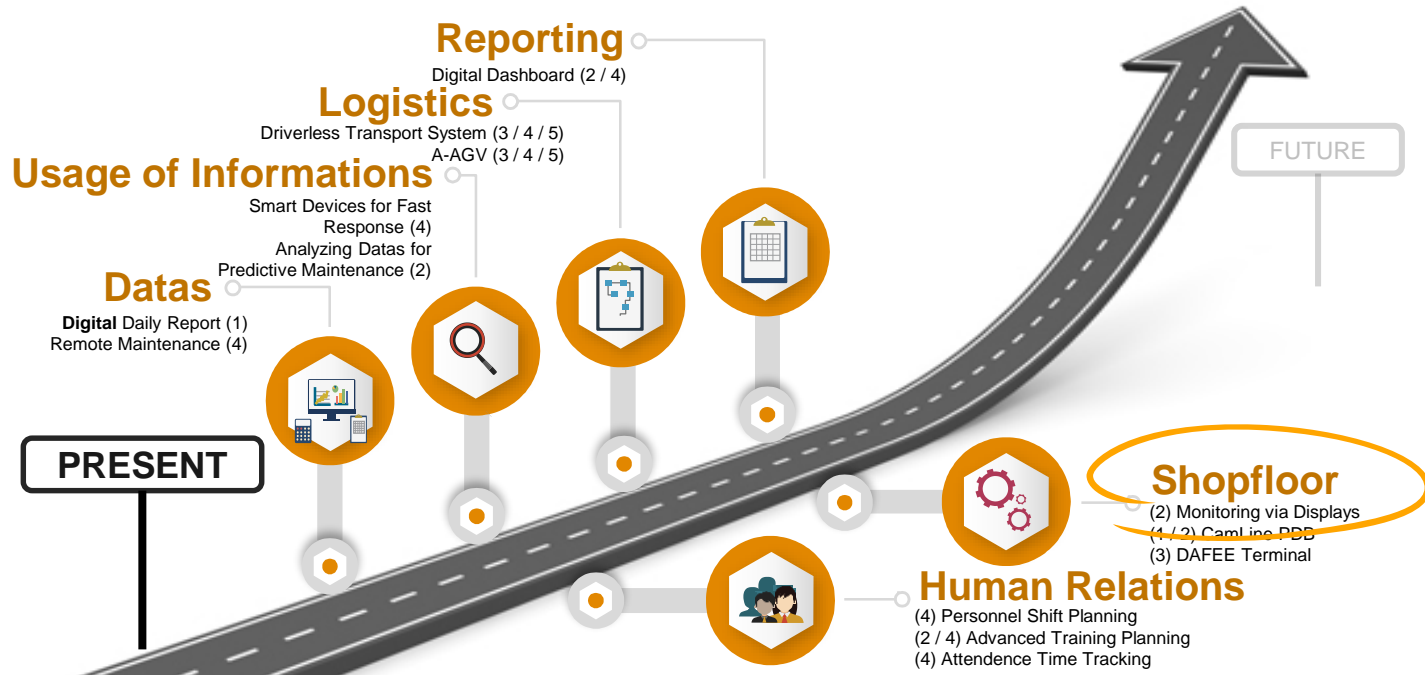 Reporting
Digital Dashboard (2 / 4)
Logistics
Driverless Transport System (3 / 4 / 5)
A-AGV (3 / 4 / 5)
Usage of Informations
Smart Devices for Fast
Response (4)
Analyzing Datas for
Predictive Maintenance (2)
Datas
Digital Daily Report (1)
Remote Maintenance (4)
PRESENT
FUTURE
Shopfloor
(2) Monitoring via Displays
(1 / 2) CamLine PDB
(3) DAFEE Terminal
Human Relations
(4) Personnel Shift Planning
(2 / 4) Advanced Training Planning
(4) Attendence Time Tracking